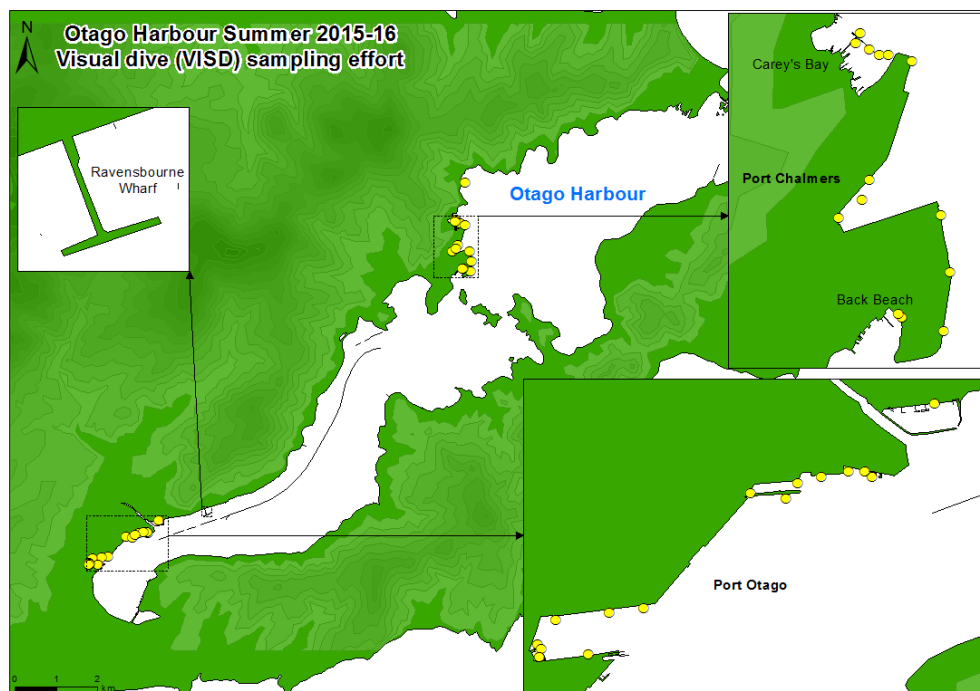 N
Otago Harbour Summer 2015-16
Visual dive (VISD) sampling effort
Carey's Bay
Ravensbourne
Wharf
Port Chalmers
Otago Harbour
Back Beach
Port Otago
0 1 2
km